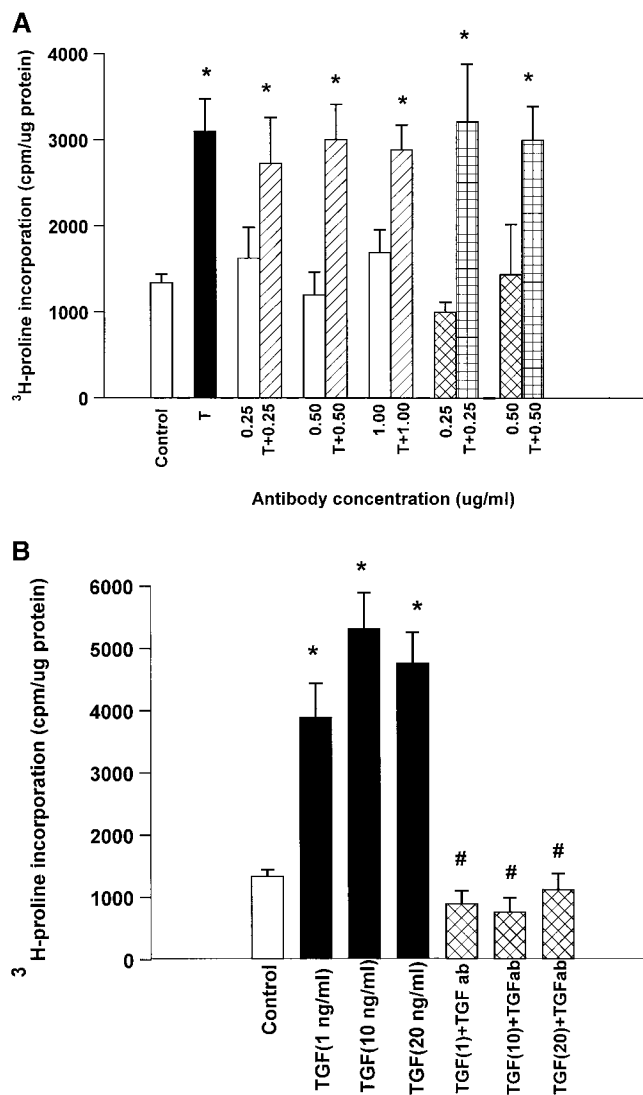 A
4000
3000
2000
1000
0
3H-proline incorporation (cpm/ug protein)
* * * * * *
Control
T
0.25
T+0.25
0.50
T+0.50
1.00
T+1.00
0.25
T+0.25
0.50
T+0.50
Antibody concentration (ug/ml)
B
6000
5000
4000
3000
2000
1000
0
3 H-proline incorporation (cpm/ug protein)
* * *
# # #
Control
TGF(1 ng/ml)
TGF(10 ng/ml)
TGF(20 ng/ml)
TGF(1)+TGF ab
TGF(10)+TGFab
TGF(20)+TGFab